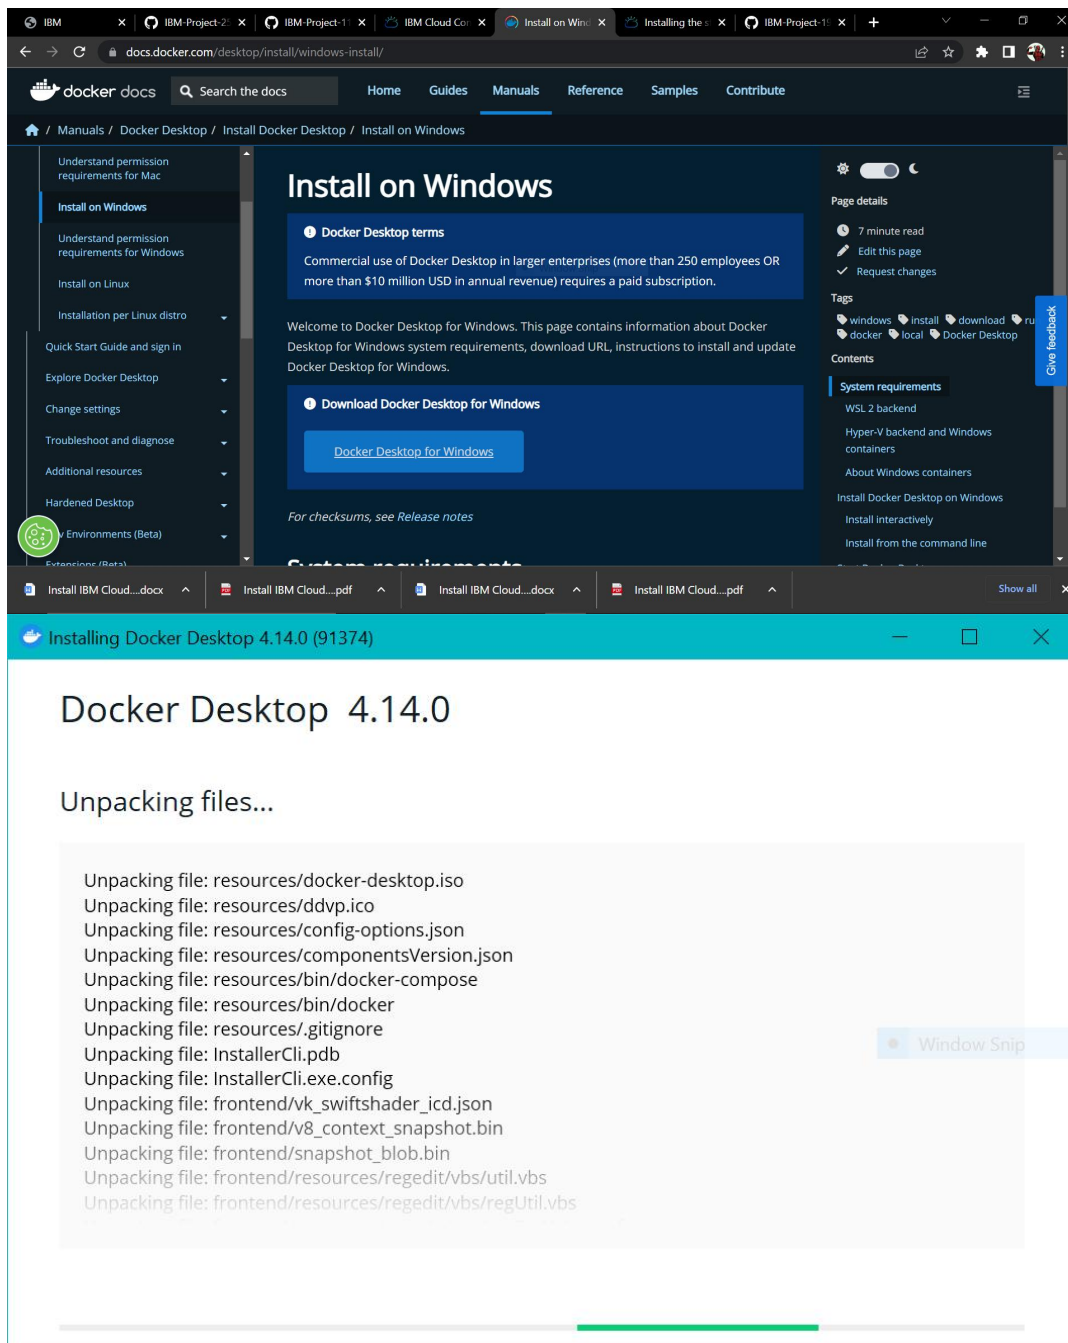 IBM
IBM-Project-2
IBM-Project-1
IBM Cloud Cor
Install on Wind
Installing the s
IBM-Project-1
docs.docker.com/desktop/install/windows-install/
docker docs
Search the docs
Home
Guides
Manuals
Reference
Samples
Contribute
/ Manuals / Docker Desktop / Install Docker Desktop / Install on Windows
Understand permission
requirements for Mac
Install on Windows
Understand permission
requirements for Windows
Install on Linux
Installation per Linux distro
Quick Start Guide and sign in
Explore Docker Desktop
Change settings
Troubleshoot and diagnose
Additional resources
Hardened Desktop
v Environments (Beta)
Extensions (Beta)
Install on Windows
Docker Desktop terms
Commercial use of Docker Desktop in larger enterprises (more than 250 employees OR
more than $10 million USD in annual revenue) requires a paid subscription.
Welcome to Docker Desktop for Windows. This page contains information about Docker
Desktop for Windows system requirements, download URL, instructions to install and update
Docker Desktop for Windows.
Download Docker Desktop for Windows
Docker Desktop for Windows
For checksums, see Release notes
System requirements
Page details
7 minute read
Edit this page
Request changes
Tags
windows install download ru
docker local Docker Desktop
Contents
System requirements
WSL 2 backend
Hyper-V backend and Windows
containers
About Windows containers
Install Docker Desktop on Windows
Install interactively
Install from the command line
Give feedback
Install IBM Cloud....docx
Install IBM Cloud....pdf
Install IBM Cloud....docx
Install IBM Cloud....pdf
Show all
Installing Docker Desktop 4.14.0 (91374)
Docker Desktop 4.14.0
Unpacking files...
Unpacking file: resources/docker-desktop.iso
Unpacking file: resources/ddvp.ico
Unpacking file: resources/config-options.json
Unpacking file: resources/componentsVersion.json
Unpacking file: resources/bin/docker-compose
Unpacking file: resources/bin/docker
Unpacking file: resources/.gitignore
Unpacking file: InstallerCli.pdb
Unpacking file: InstallerCli.exe.config
Unpacking file: frontend/vk_swiftshader_icd.json
Unpacking file: frontend/v8_context_snapshot.bin
Unpacking file: frontend/snapshot_blob.bin
Unpacking file: frontend/resources/regedit/vbs/util.vbs
Unpacking file: frontend/resources/regedit/vbs/regUtil.vbs
Window Snip